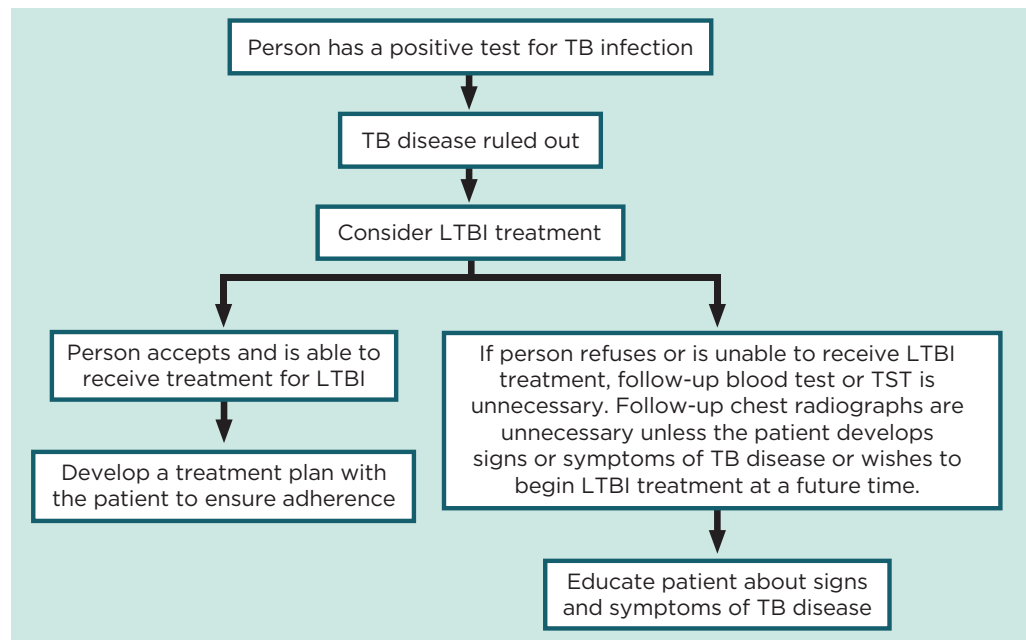 Person has a positive test for TB infection
TB disease ruled out
Consider LTBI treatment
Person accepts and is able to
receive treatment for LTBI
Develop a treatment plan with
the patient to ensure adherence
If person refuses or is unable to receive LTBI
treatment, follow-up blood test or TST is
unnecessary. Follow-up chest radiographs are
unnecessary unless the patient develops
signs or symptoms of TB disease or wishes to
begin LTBI treatment at a future time.
Educate patient about signs
and symptoms of TB disease